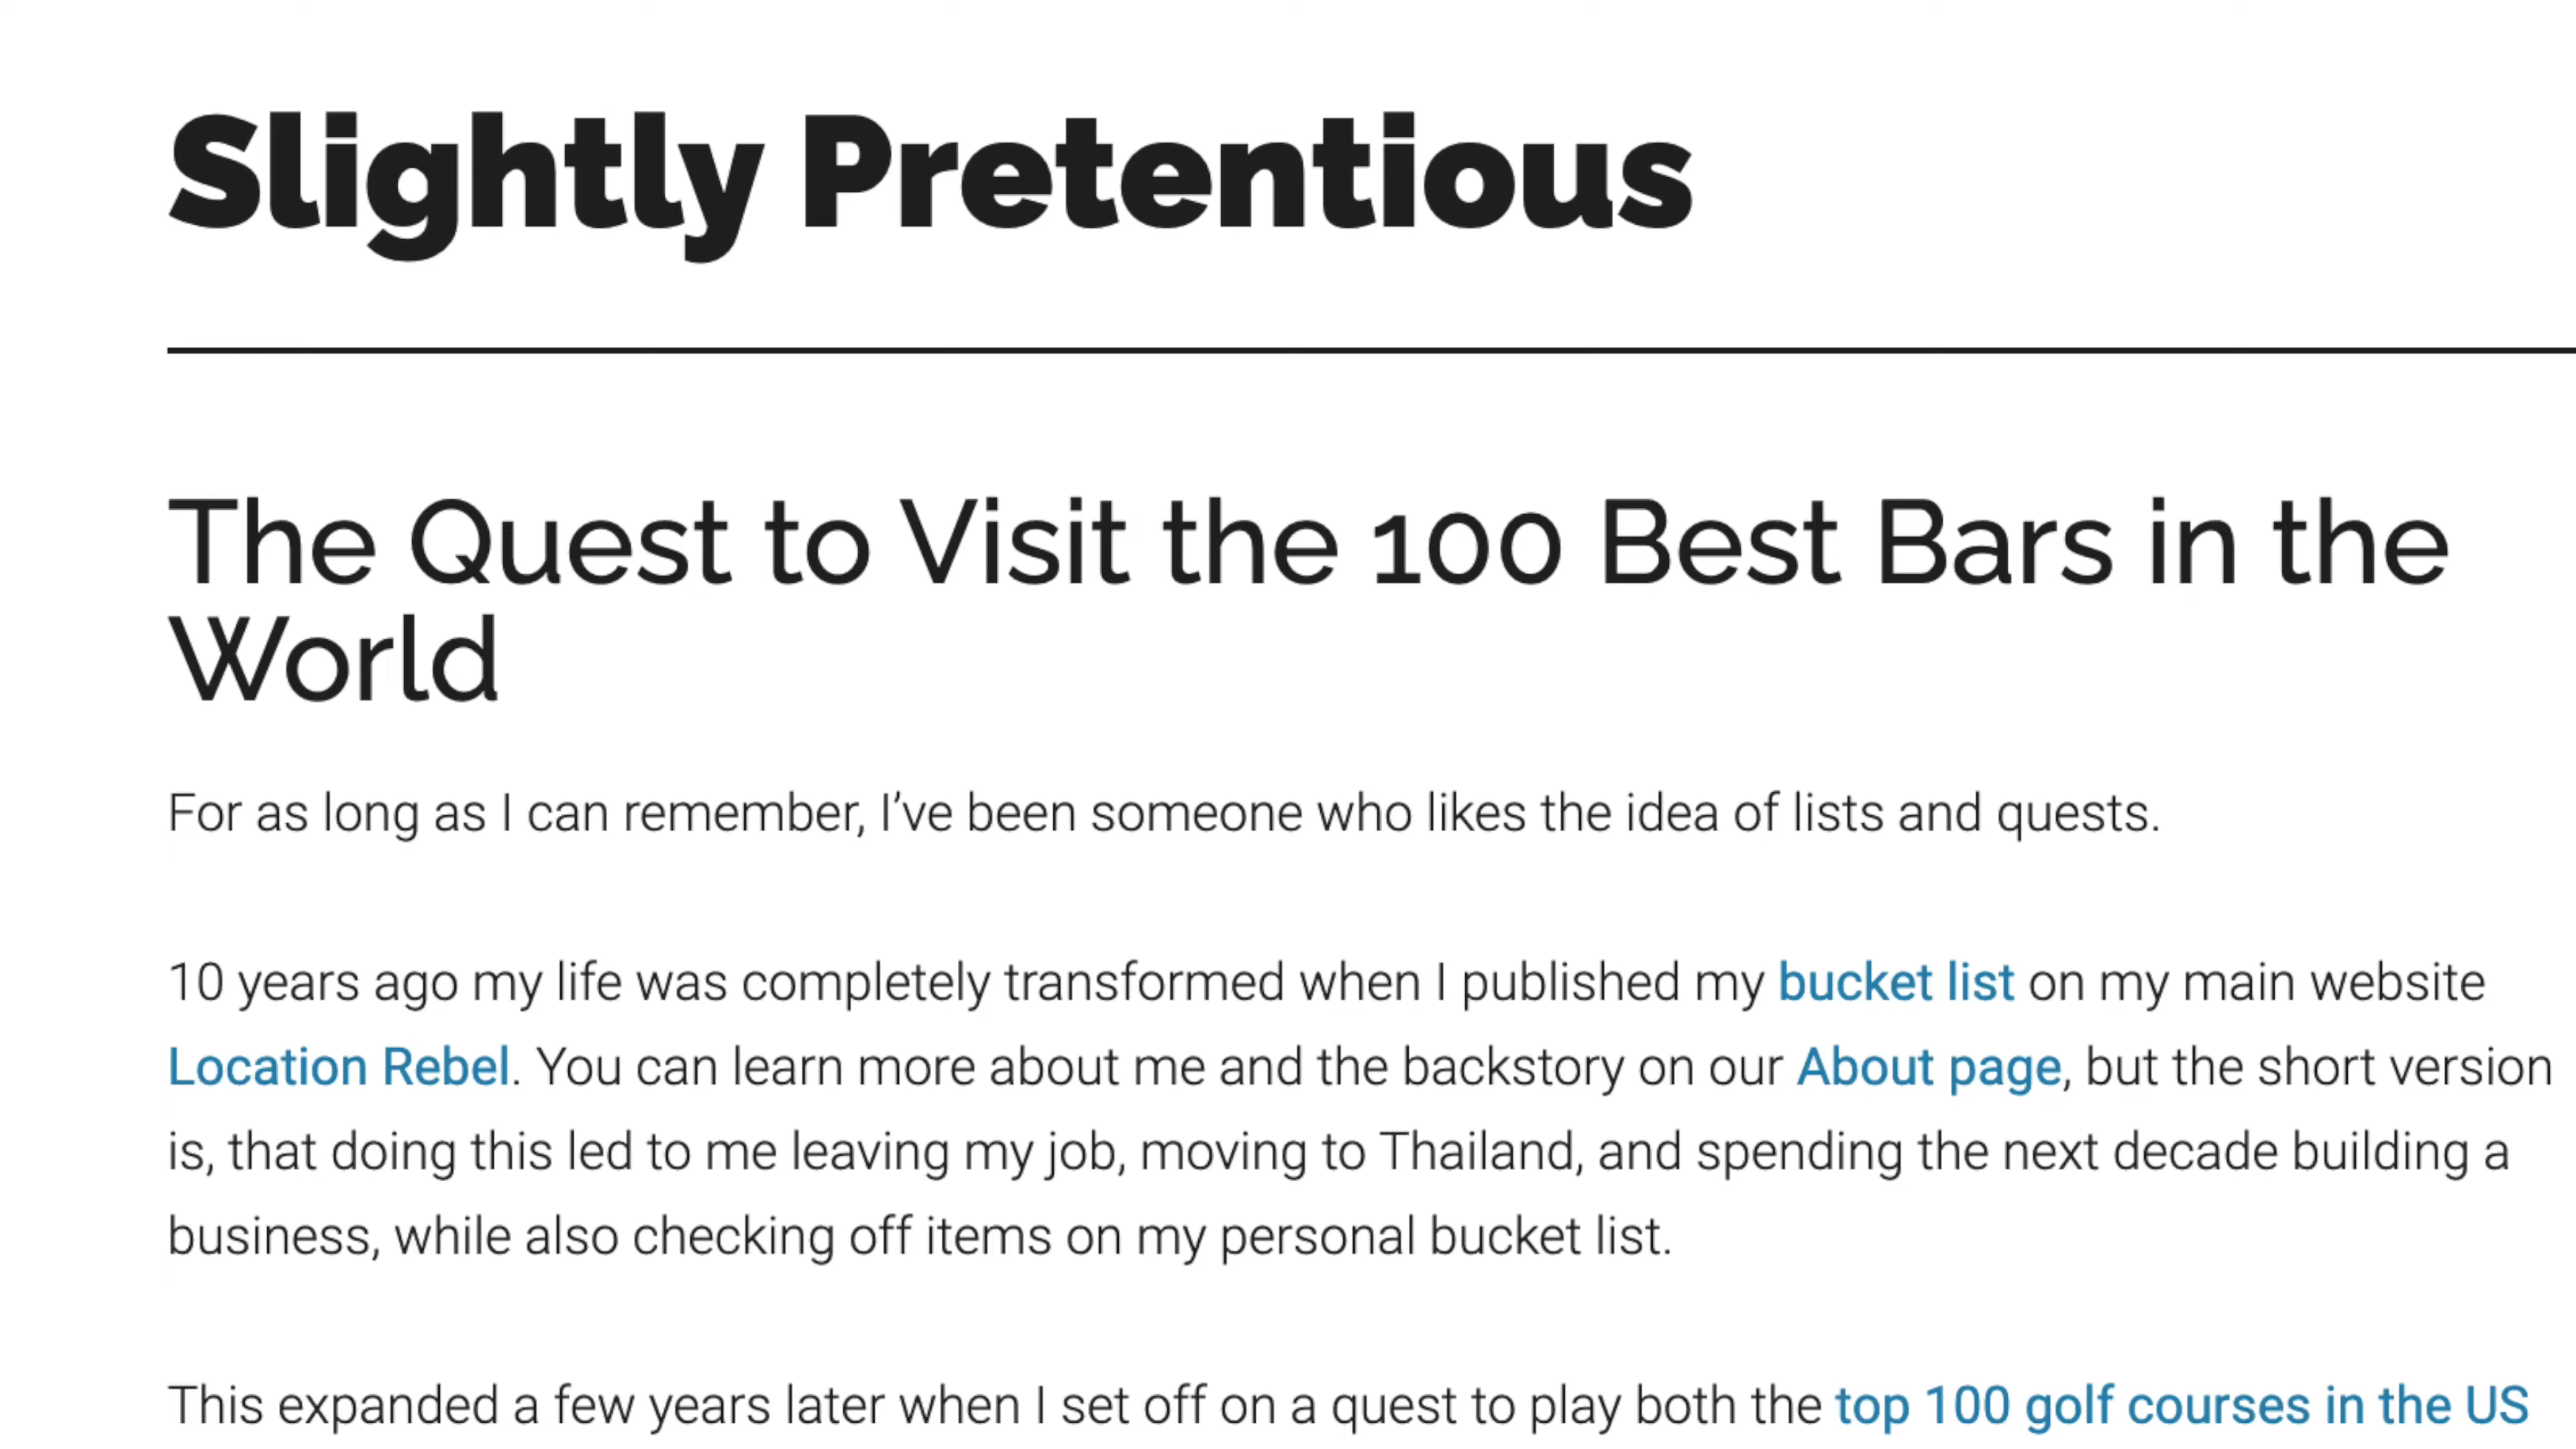 Slightly Pretentious
The Quest to Visit the 100 Best Bars in the
World
For as long as I can remember, I’ve been someone who likes the idea of lists and quests.
10 years ago my life was completely transformed when I published my bucket list on my main website
Location Rebel. You can learn more about me and the backstory on our About page, but the short version
is, that doing this led to me leaving my job, moving to Thailand, and spending the next decade building a
business, while also checking off items on my personal bucket list.
This expanded a few years later when I set off on a quest to play both the top 100 golf courses in the US